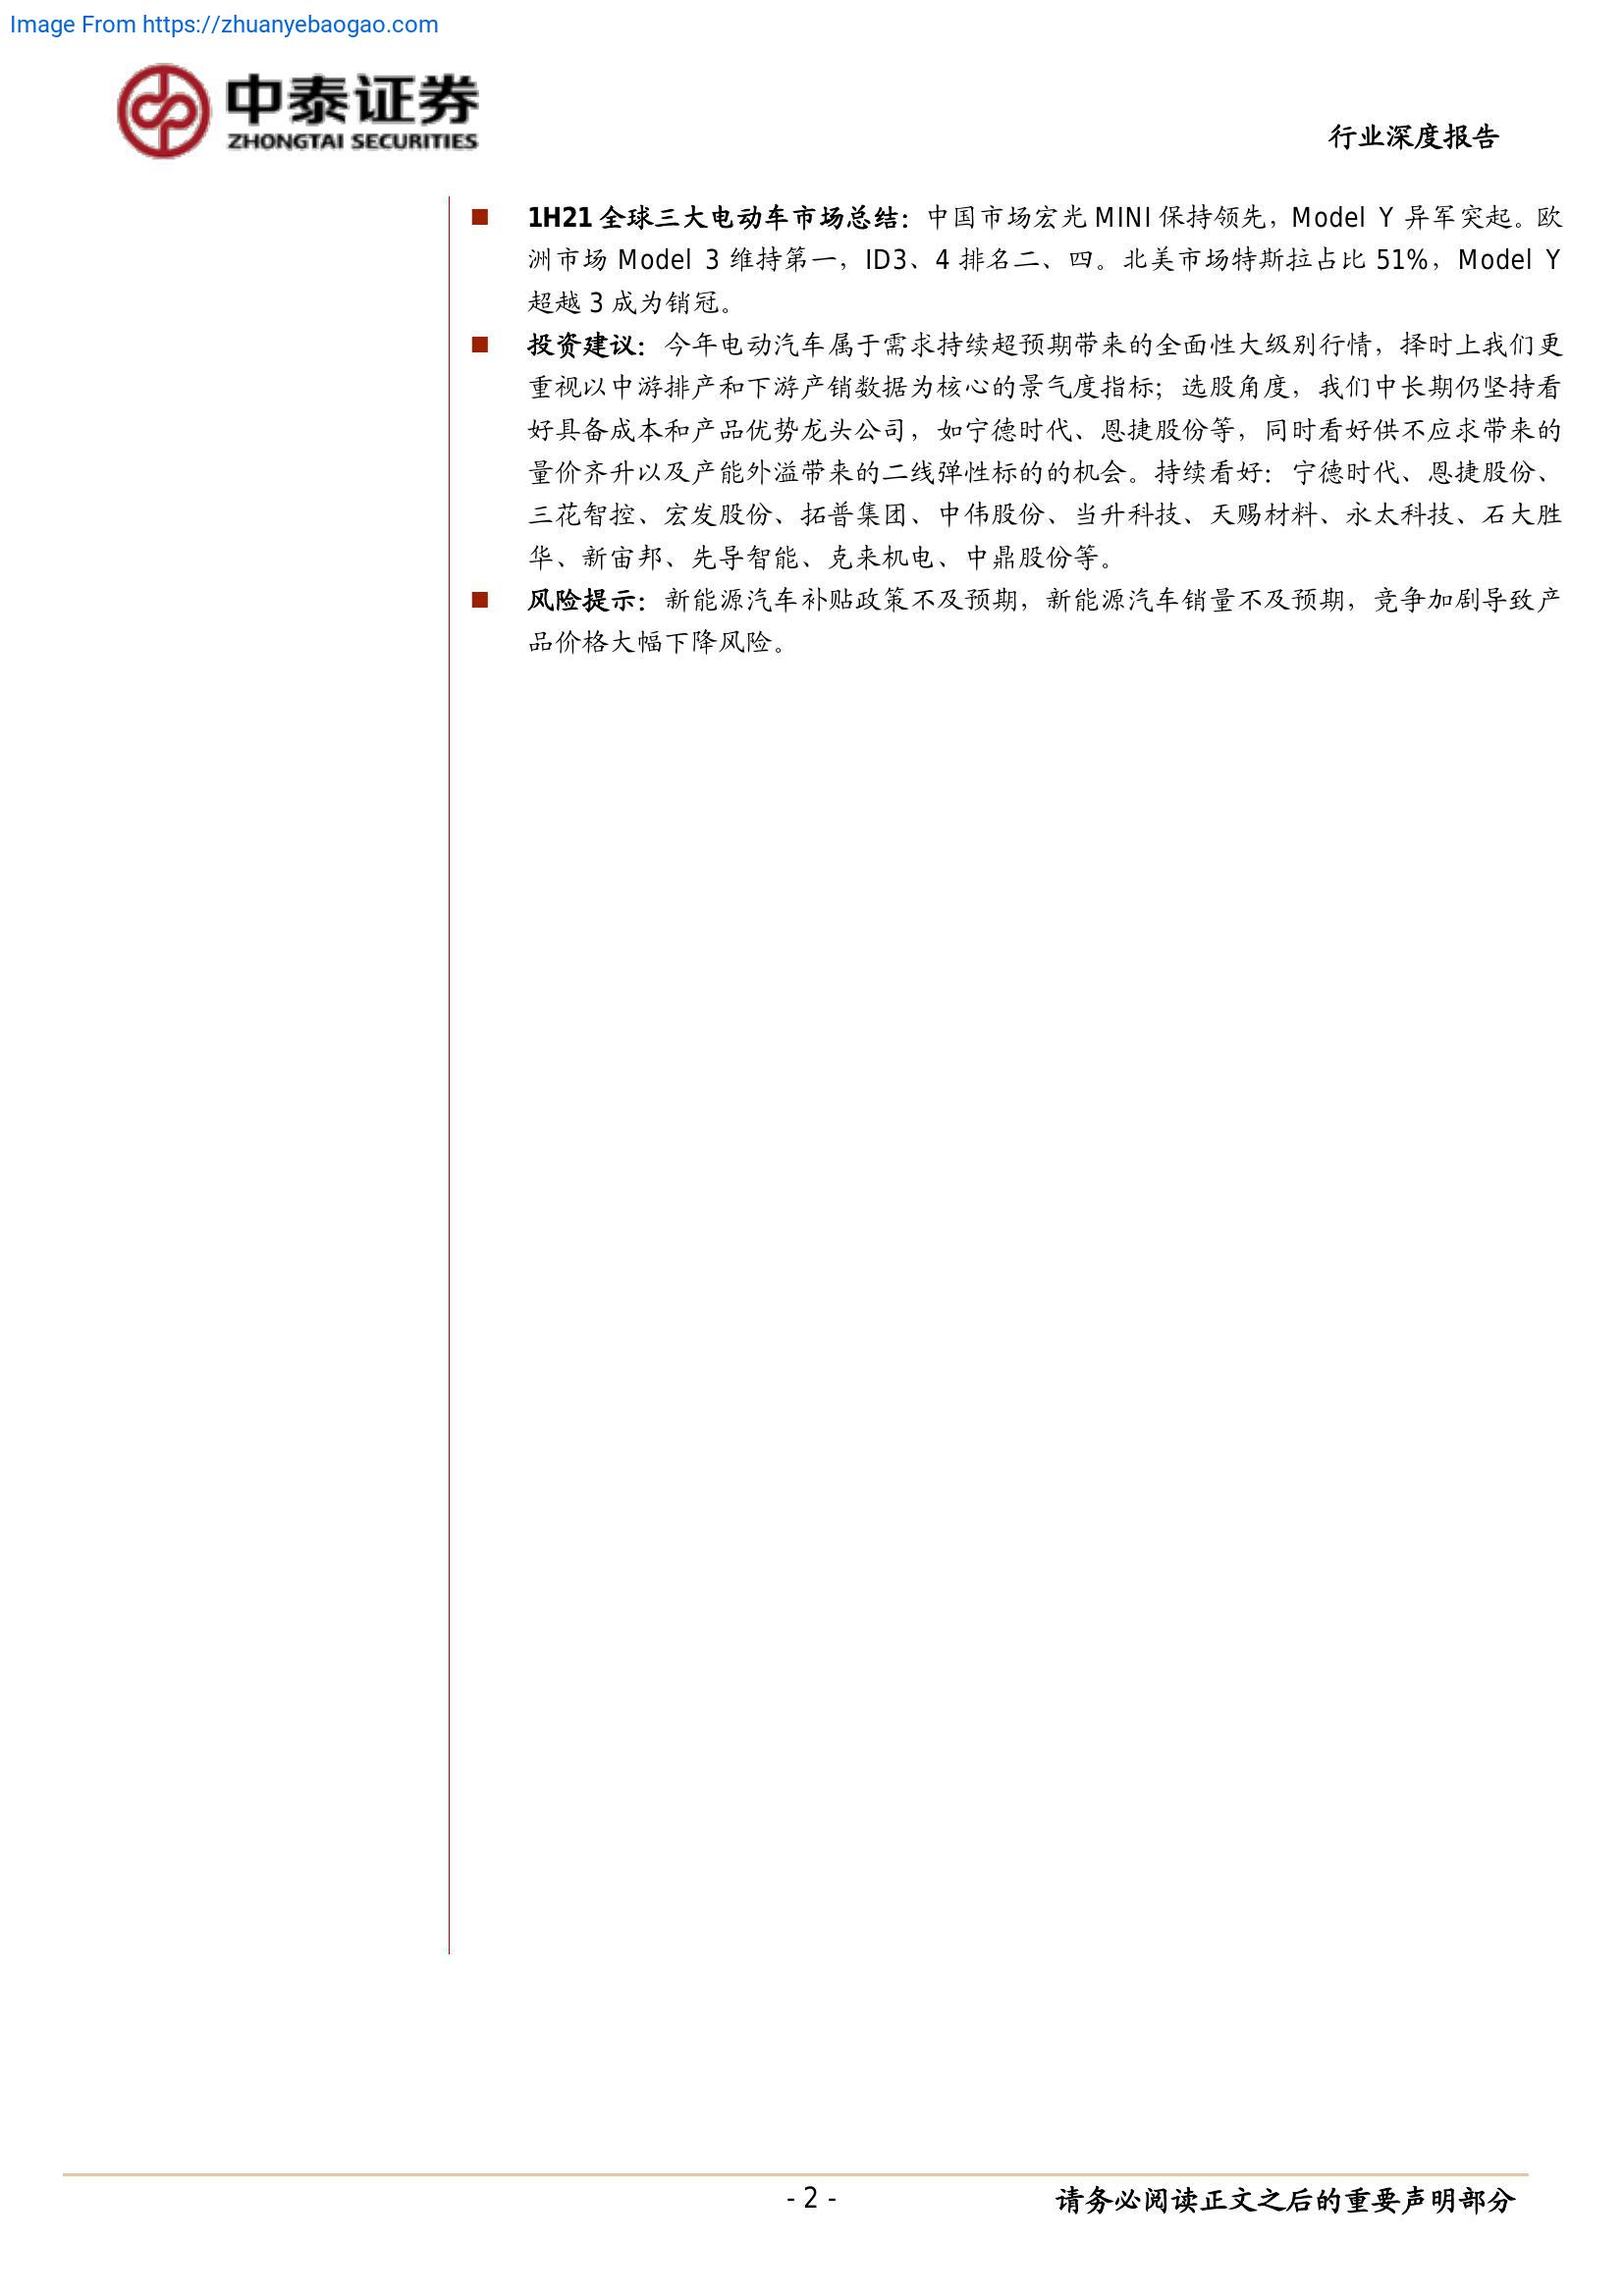 Image From https://zhuanyebaogao.com
中泰证券
ZHONGTAI SECURITIES
行业深度报告
1H21 全球三大电动车市场总结：中国市场宏光 MINI 保持领先，Model Y 异军突起。欧
洲市场 Model 3 维持第一，ID3、4 排名二、四。北美市场特斯拉占比 51%，Model Y
超越 3 成为销冠。
投资建议：今年电动汽车属于需求持续超预期带来的全面性大级别行情，择时上我们更
重视以中游排产和下游产销数据为核心的景气度指标；选股角度，我们中长期仍坚持看
好具备成本和产品优势龙头公司，如宁德时代、恩捷股份等，同时看好供不应求带来的
量价齐升以及产能外溢带来的二线弹性标的的机会。持续看好：宁德时代、恩捷股份、
三花智控、宏发股份、拓普集团、中伟股份、当升科技、天赐材料、永太科技、石大胜
华、新宙邦、先导智能、克来机电、中鼎股份等。
风险提示：新能源汽车补贴政策不及预期，新能源汽车销量不及预期，竞争加剧导致产
品价格大幅下降风险。
- 2 -
请务必阅读正文之后的重要声明部分